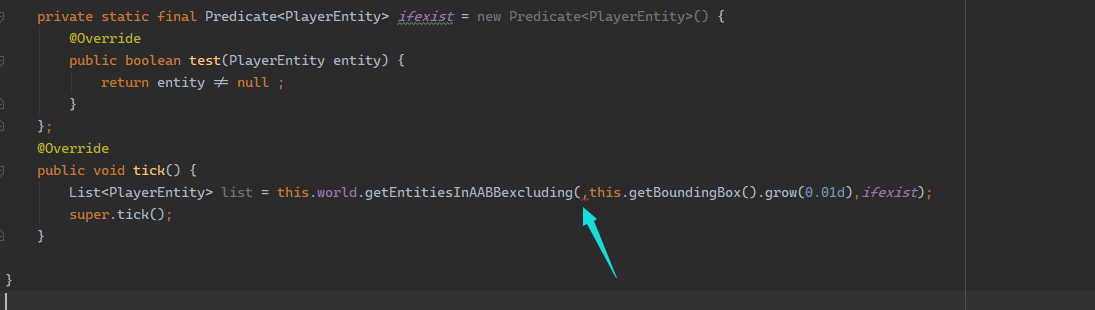 private static final Predicate<PlayerEntity> ifexist = new Predicate<PlayerEntity>() {
@Override
public boolean test(PlayerEntity entity) {
return entity ≠ null ;
}
};
@Override
public void tick() {
List<PlayerEntity> list = this.world.getEntitiesInAABBexcluding(,this.getBoundingBox().grow(0.01d),ifexist);
super.tick();
}
}